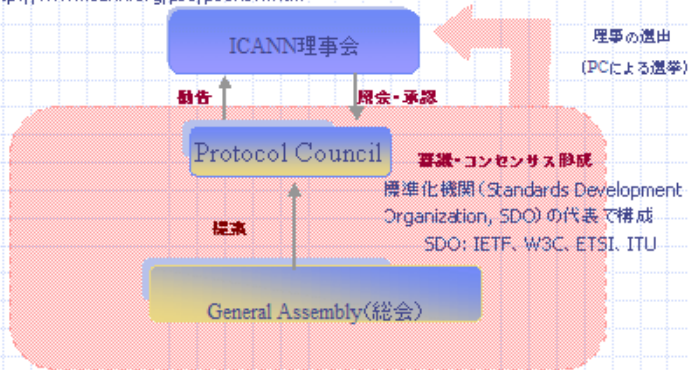 ICANN理事会
理事の選出
(PCによる選挙)
勧告
照会・承認
Protocol Council
審議・コンセンサス形成
標準化機関(Standards Development
Organization, SDO) の代表で構成
SDO: IETF、W3C、ETSI、ITU
提案
General Assembly(総会)